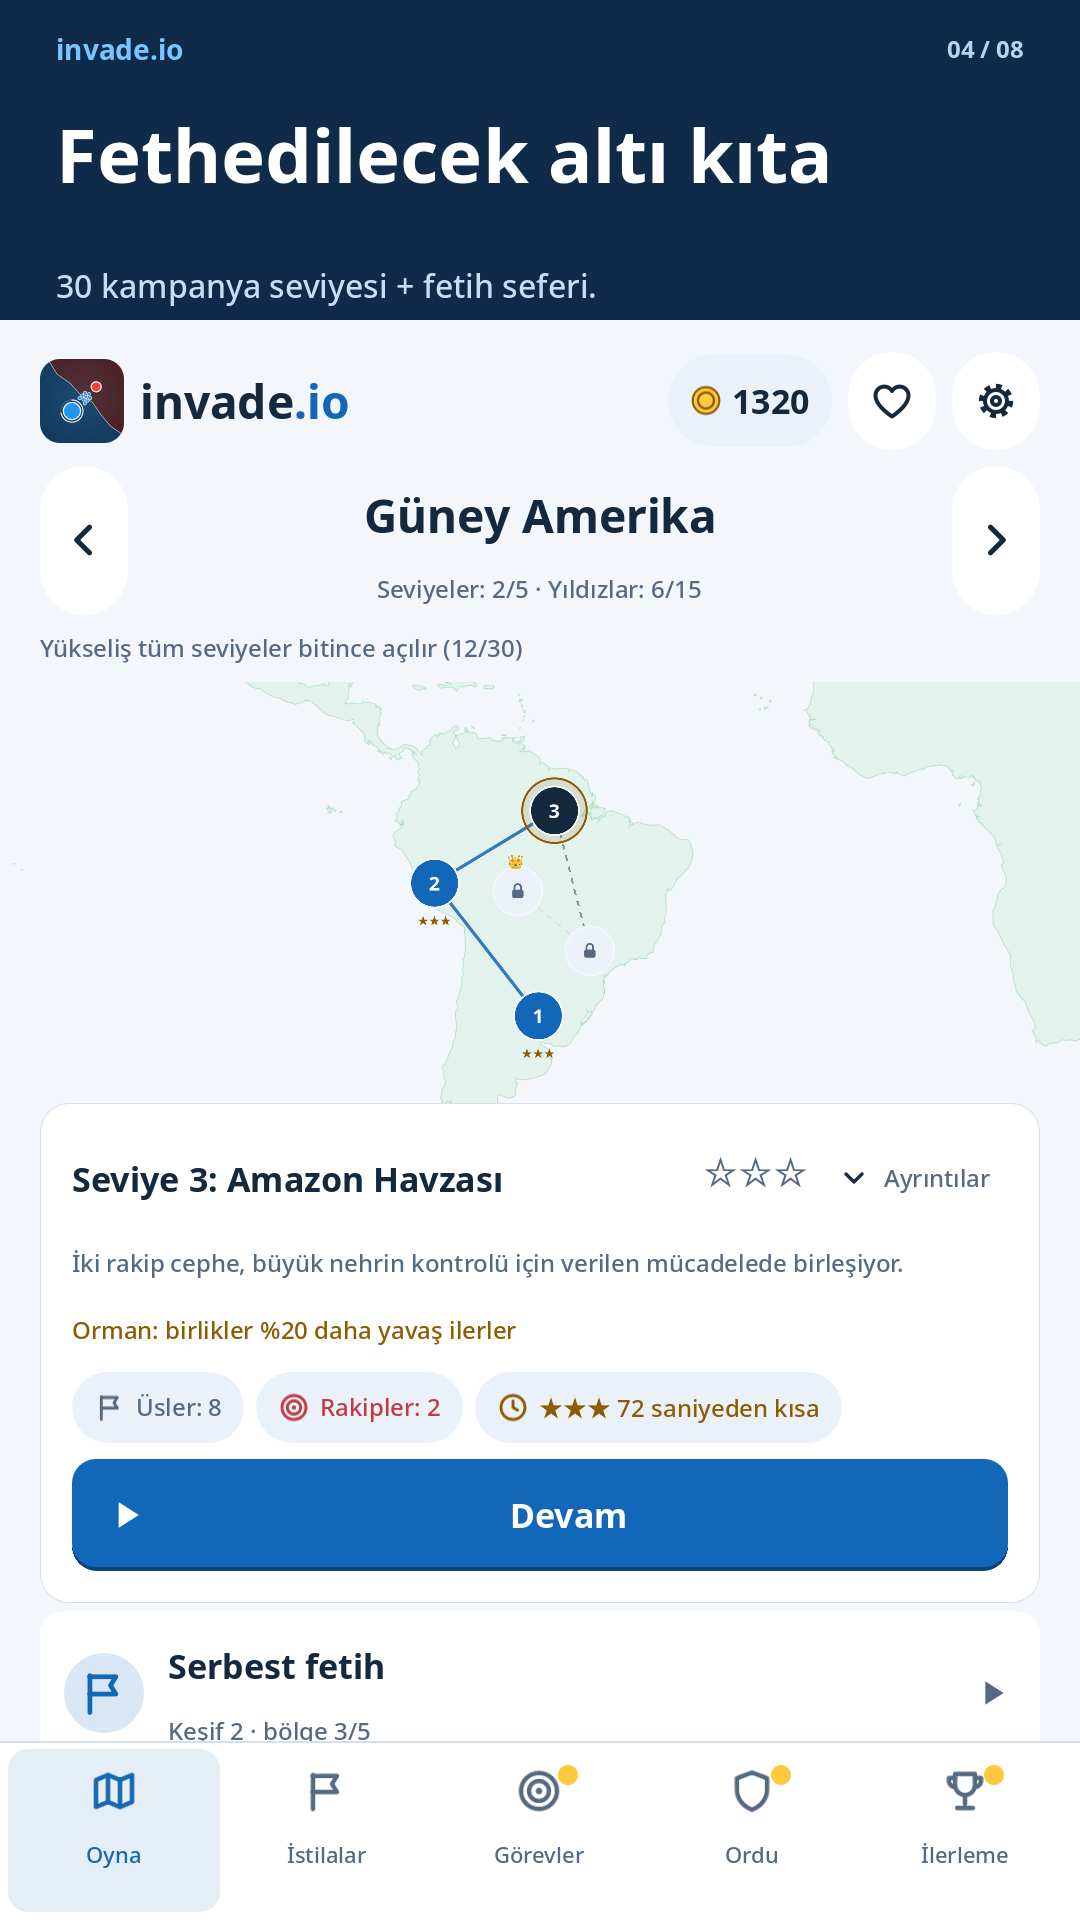 invade.io
04 / 08
Fethedilecek altı kıta
30 kampanya seviyesi + fetih seferi.
invade.io
1320
Güney Amerika
Seviyeler: 2/5 · Yıldızlar: 6/15
Yükseliş tüm seviyeler bitince açılır (12/30)
3
2
★★★
1
★★★
Seviye 3: Amazon Havzası
☆☆☆
Ayrıntılar
İki rakip cephe, büyük nehrin kontrolü için verilen mücadelede birleşiyor.
Orman: birlikler %20 daha yavaş ilerler
Üsler: 8
Rakipler: 2
★★★ 72 saniyeden kısa
Devam
Serbest fetih
Keşif 2 · bölge 3/5
Oyna
İstilalar
Görevler
Ordu
İlerleme